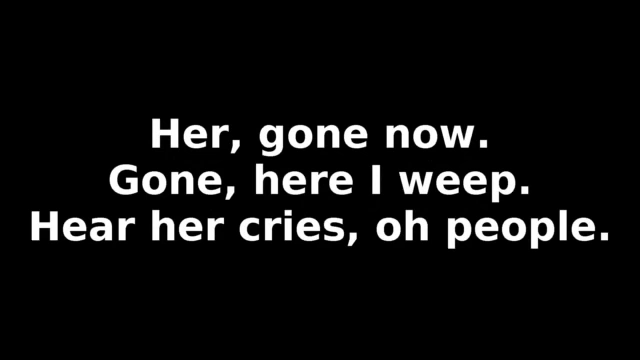 Her, gone now.
Gone, here I weep.
Hear her cries, oh people.